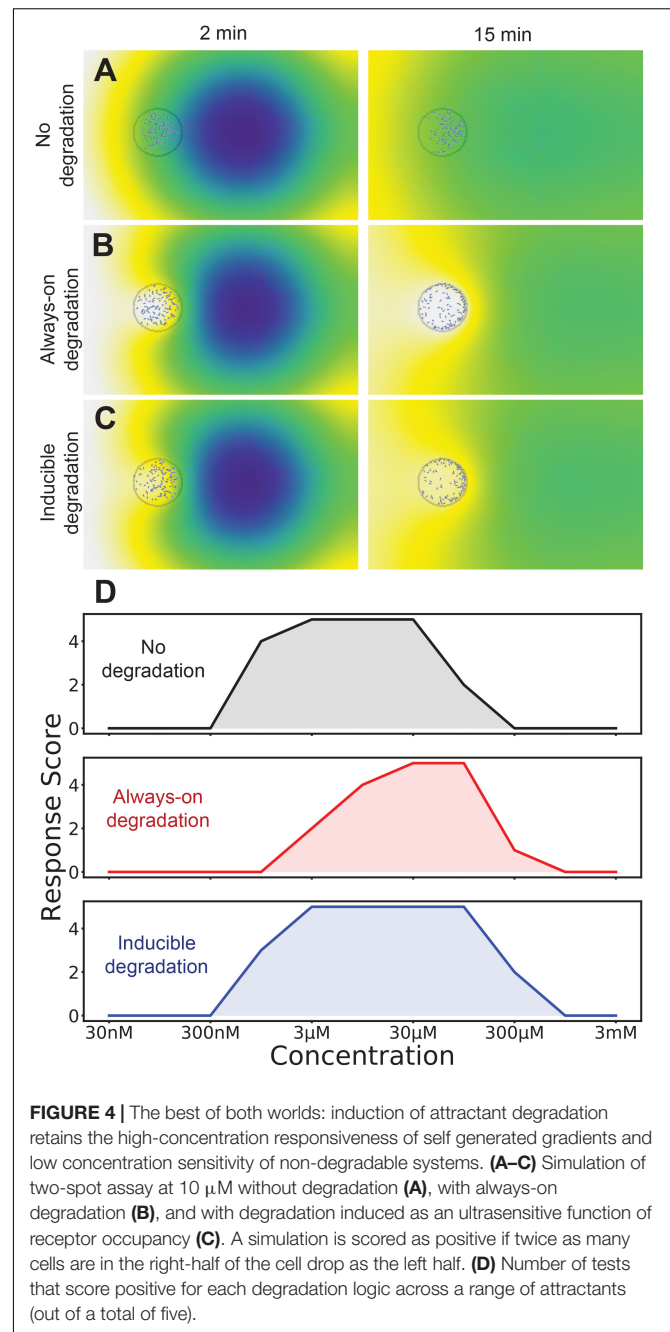 2 min
15 min
A
No
degradation
B
Always-on
degradation
C
Inducible
degradation
D
Response Score
4
2
0
No
degradation
4
2
0
Always-on
degradation
4
2
0
Inducible
degradation
30nM
300nM
3μM
30μM
300μM
3mM
Concentration
FIGURE 4 | The best of both worlds: induction of attractant degradation
retains the high-concentration responsiveness of self generated gradients and
low concentration sensitivity of non-degradable systems. (A–C) Simulation of
two-spot assay at 10 μM without degradation (A), with always-on
degradation (B), and with degradation induced as an ultrasensitive function of
receptor occupancy (C). A simulation is scored as positive if twice as many
cells are in the right-half of the cell drop as the left half. (D) Number of tests
that score positive for each degradation logic across a range of attractants
(out of a total of five).